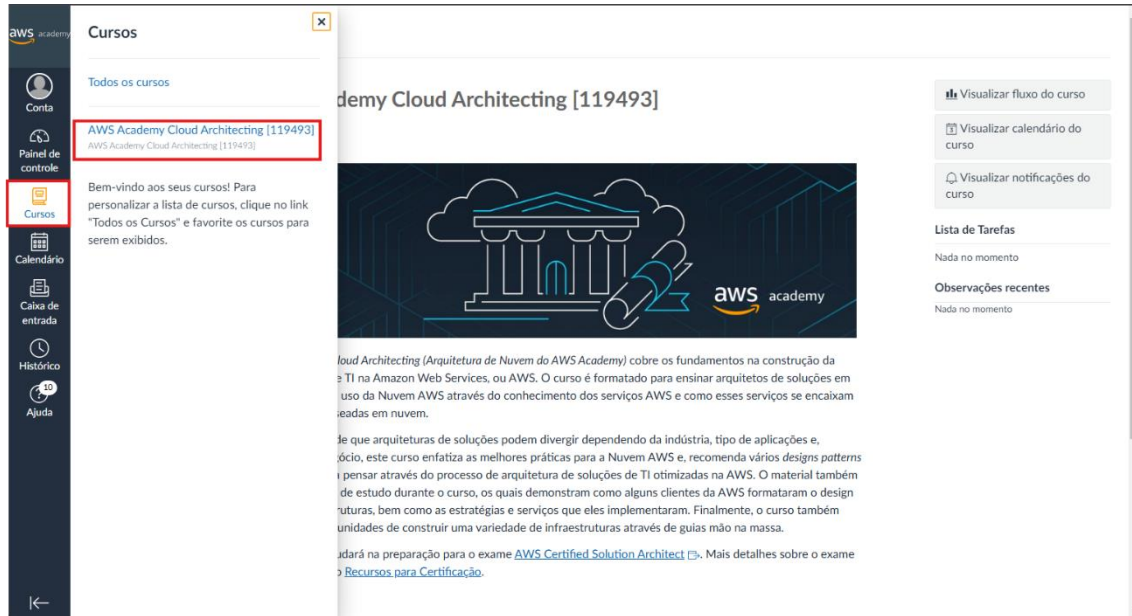 aws academy
Conta
Painel de
controle
Cursos
Calendário
Caixa de
entrada
Histórico
10
Ajuda
Cursos
Todos os cursos
AWS Academy Cloud Architecting [119493]
AWS Academy Cloud Architecting [119493]
Bem-vindo aos seus cursos! Para
personalizar a lista de cursos, clique no link
"Todos os Cursos" e favorite os cursos para
serem exibidos.
demy Cloud Architecting [119493]
aws academy
loud Architecting (Arquitetura de Nuvem do AWS Academy) cobre os fundamentos na construção da
e TI na Amazon Web Services, ou AWS. O curso é formatado para ensinar arquitetos de soluções em
uso da Nuvem AWS através do conhecimento dos serviços AWS e como esses serviços se encaixam
seadas em nuvem.
de que arquiteturas de soluções podem divergir dependendo da indústria, tipo de aplicações e,
ócio, este curso enfatiza as melhores práticas para a Nuvem AWS e, recomenda vários designs patterns
pensar através do processo de arquitetura de soluções de TI otimizadas na AWS. O material também
de estudo durante o curso, os quais demonstram como alguns clientes da AWS formataram o design
ruturas, bem como as estratégias e serviços que eles implementaram. Finalmente, o curso também
unidades de construir uma variedade de infraestruturas através de guias mão na massa.
udará na preparação para o exame AWS Certified Solution Architect. Mais detalhes sobre o exame
Recursos para Certificação.
Visualizar fluxo do curso
Visualizar calendário do
curso
Visualizar notificações do
curso
Lista de Tarefas
Nada no momento
Observações recentes
Nada no momento